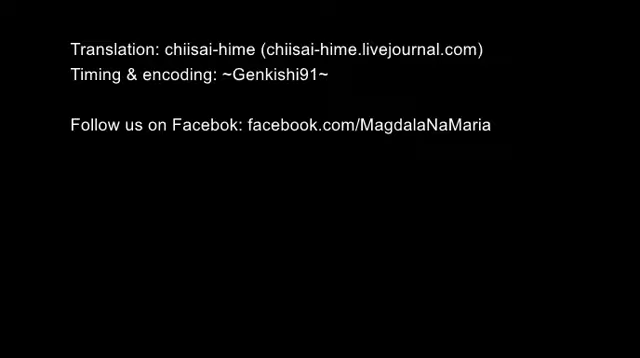 Translation: chiisai-hime (chiisai-hime.livejournal.com)
Timing & encoding: ~Genkishi91~
Follow us on Facebok: facebook.com/MagdalaNaMaria